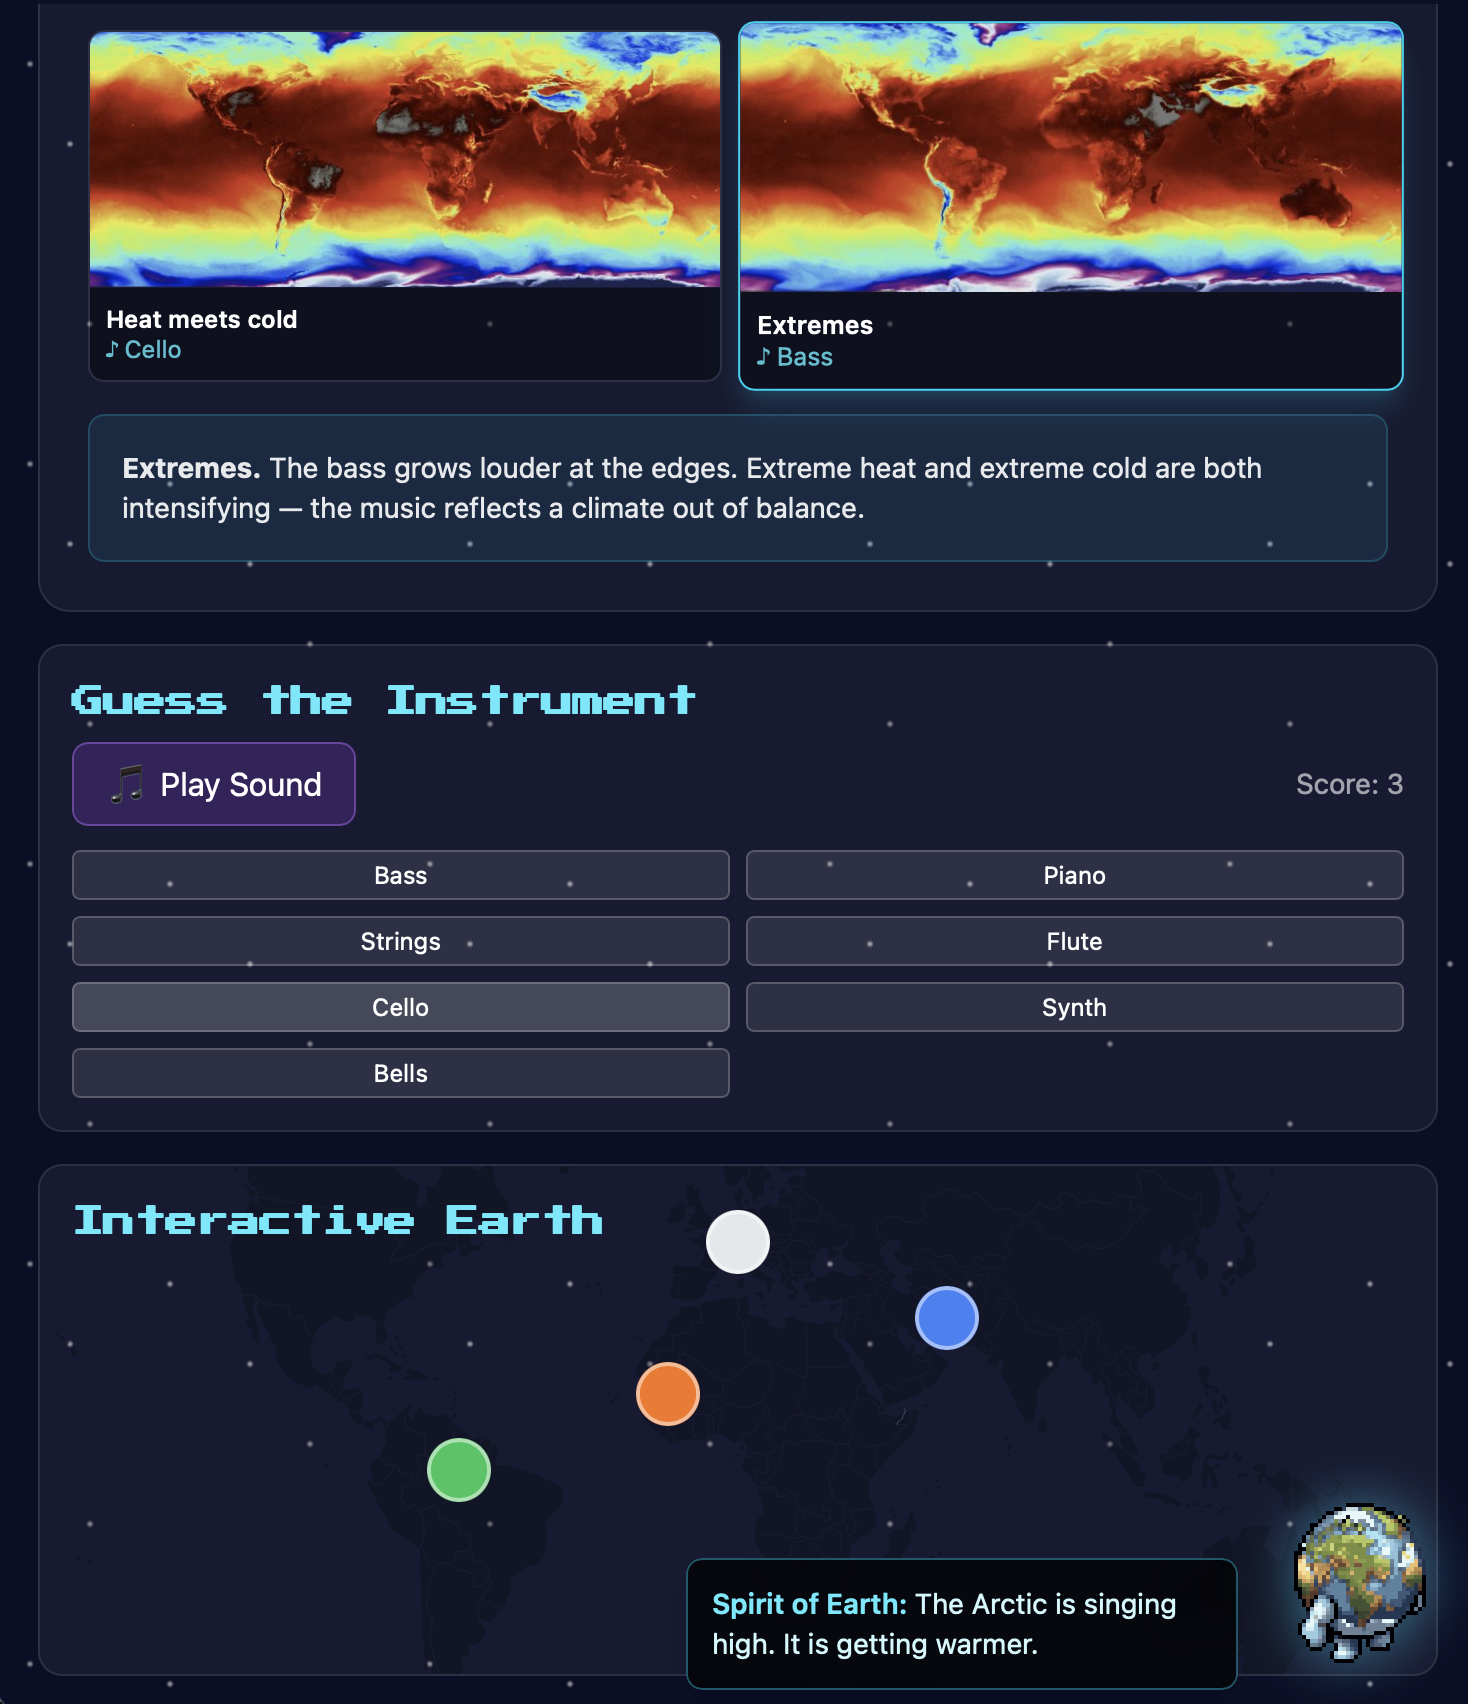 Heat meets cold
♪ Cello
Extremes
♪ Bass
Extremes. The bass grows louder at the edges. Extreme heat and extreme cold are both
intensifying — the music reflects a climate out of balance.
Guess the Instrument
🎵 Play Sound
Score: 3
Bass
Piano
Strings
Flute
Cello
Synth
Bells
Interactive Earth
Spirit of Earth: The Arctic is singing
high. It is getting warmer.